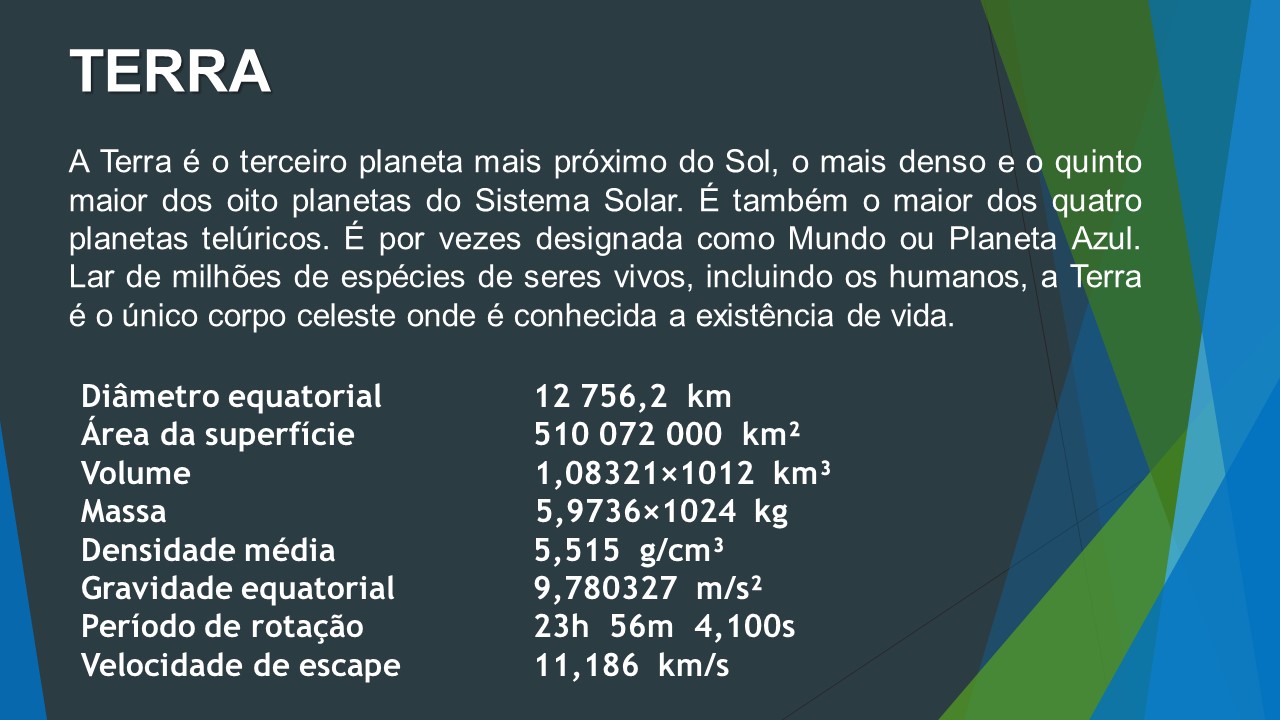 TERRA
A Terra é o terceiro planeta mais próximo do Sol, o mais denso e o quinto
maior dos oito planetas do Sistema Solar. É também o maior dos quatro
planetas telúricos. É por vezes designada como Mundo ou Planeta Azul.
Lar de milhões de espécies de seres vivos, incluindo os humanos, a Terra
é o único corpo celeste onde é conhecida a existência de vida.
Diâmetro equatorial 12 756,2 km
Área da superfície 510 072 000 km²
Volume 1,08321×1012 km³
Massa 5,9736×1024 kg
Densidade média 5,515 g/cm³
Gravidade equatorial 9,780327 m/s²
Período de rotação 23h 56m 4,100s
Velocidade de escape 11,186 km/s